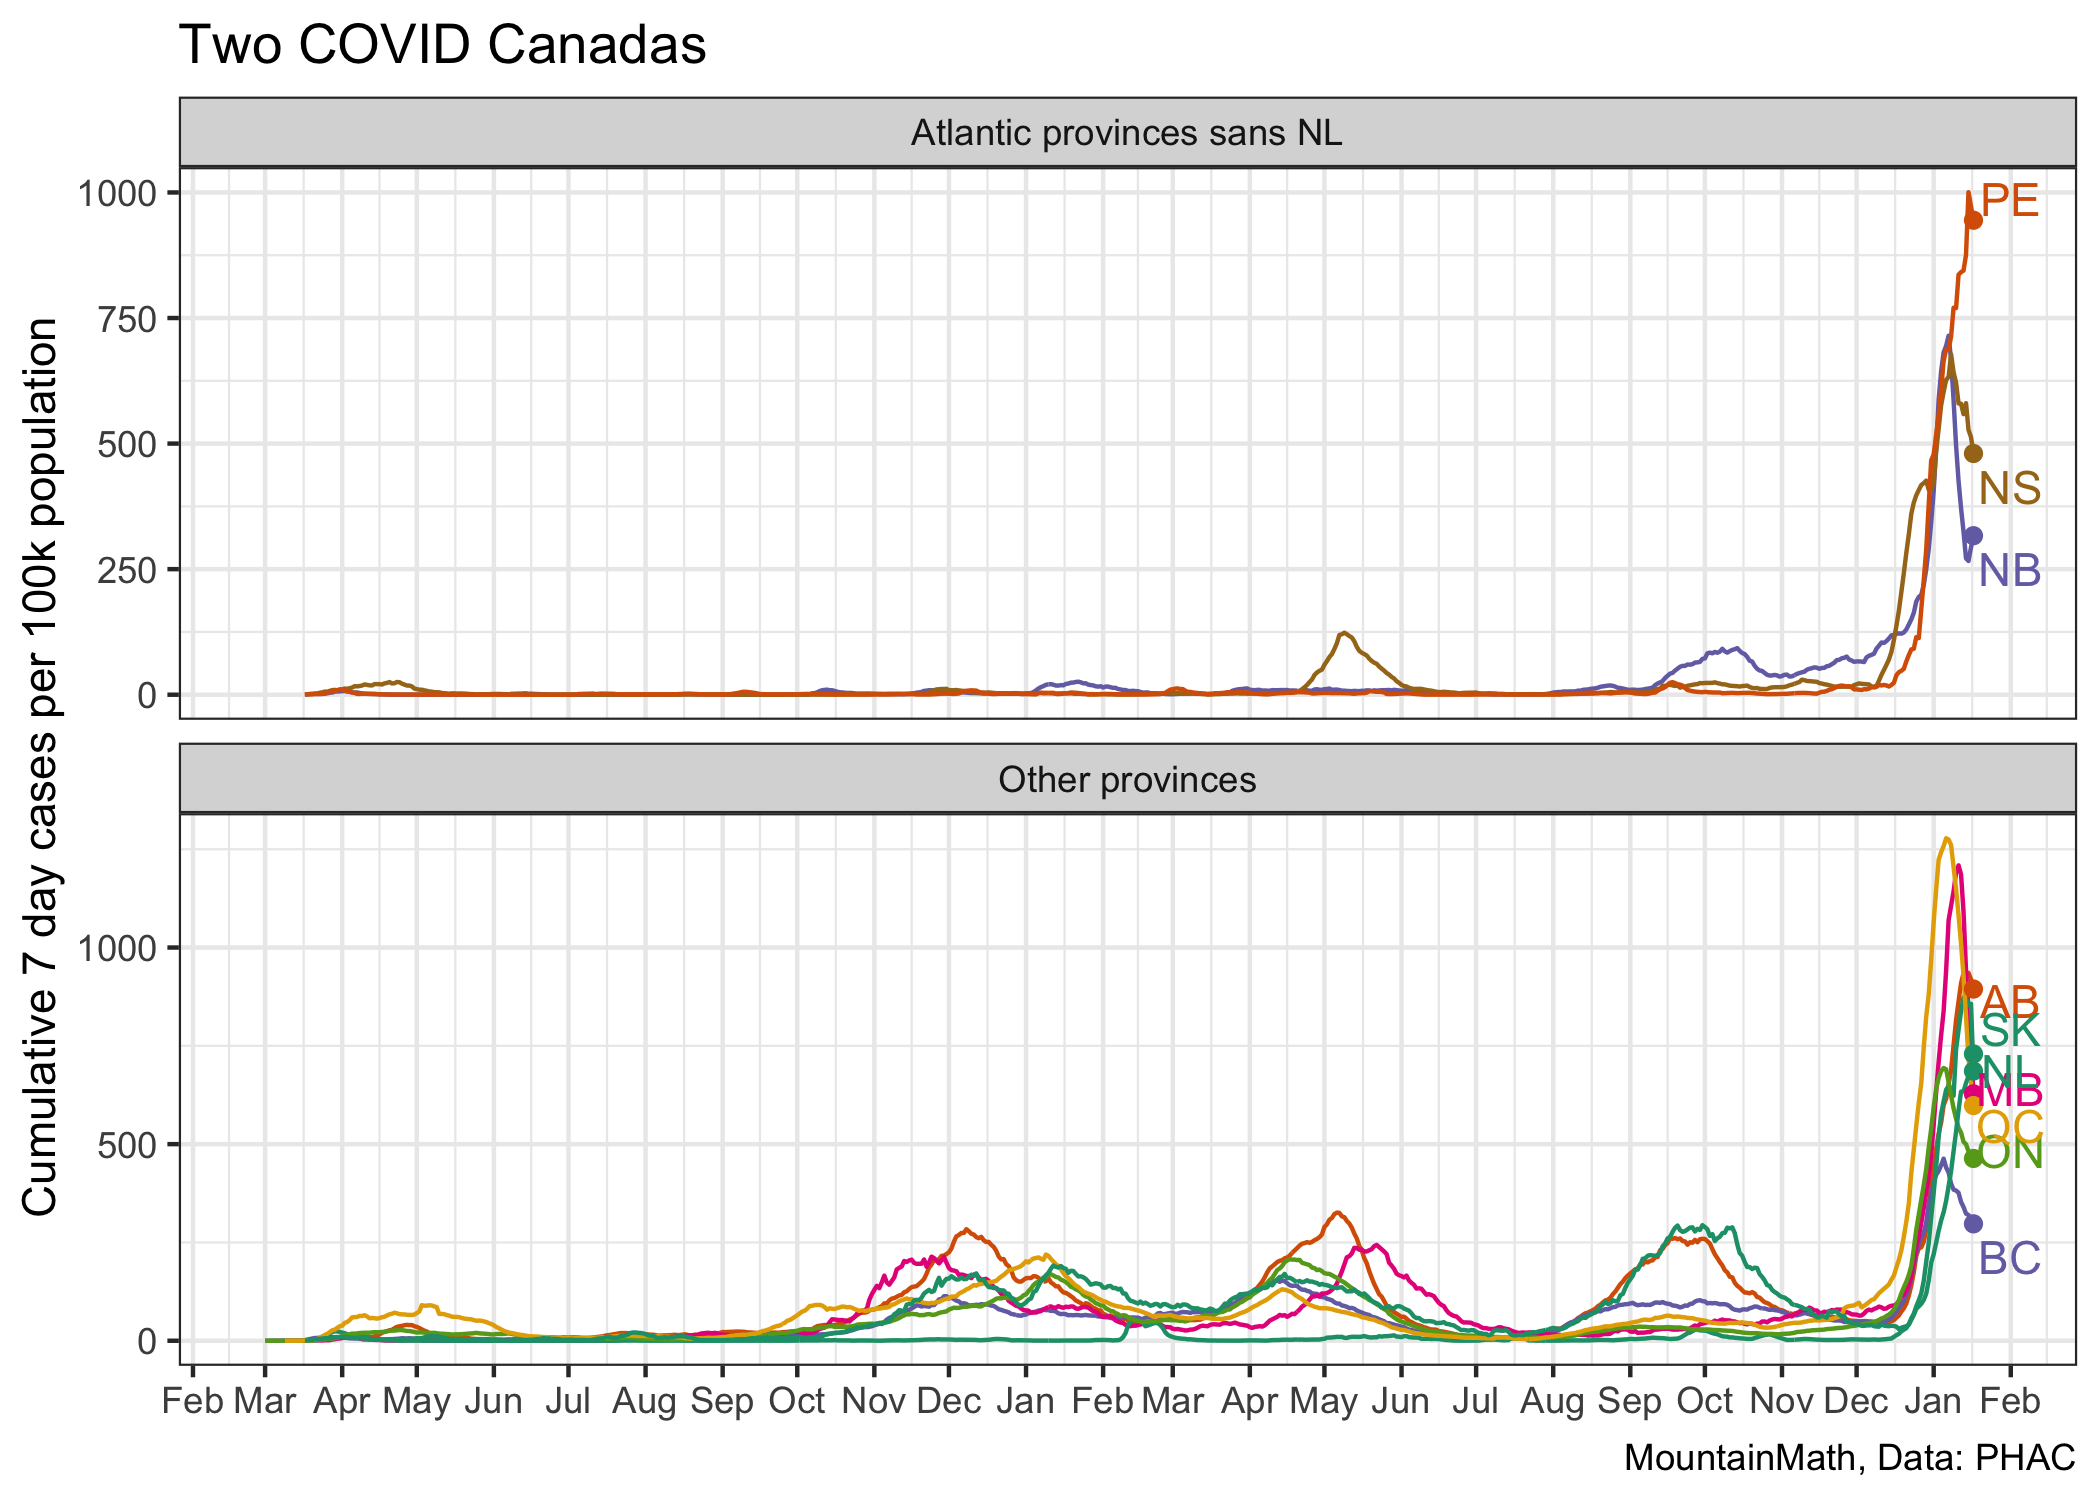 Two COVID Canadas
Atlantic provinces sans NL
Cumulative 7 day cases per 100k population
1000
750
500
250
0
PE
NS
NB
Other provinces
1000
500
0
AB
SK
NL
MB
QC
ON
BC
Feb Mar Apr May Jun Jul Aug Sep Oct Nov Dec Jan Feb Mar Apr May Jun Jul Aug Sep Oct Nov Dec Jan Feb
MountainMath, Data: PHAC